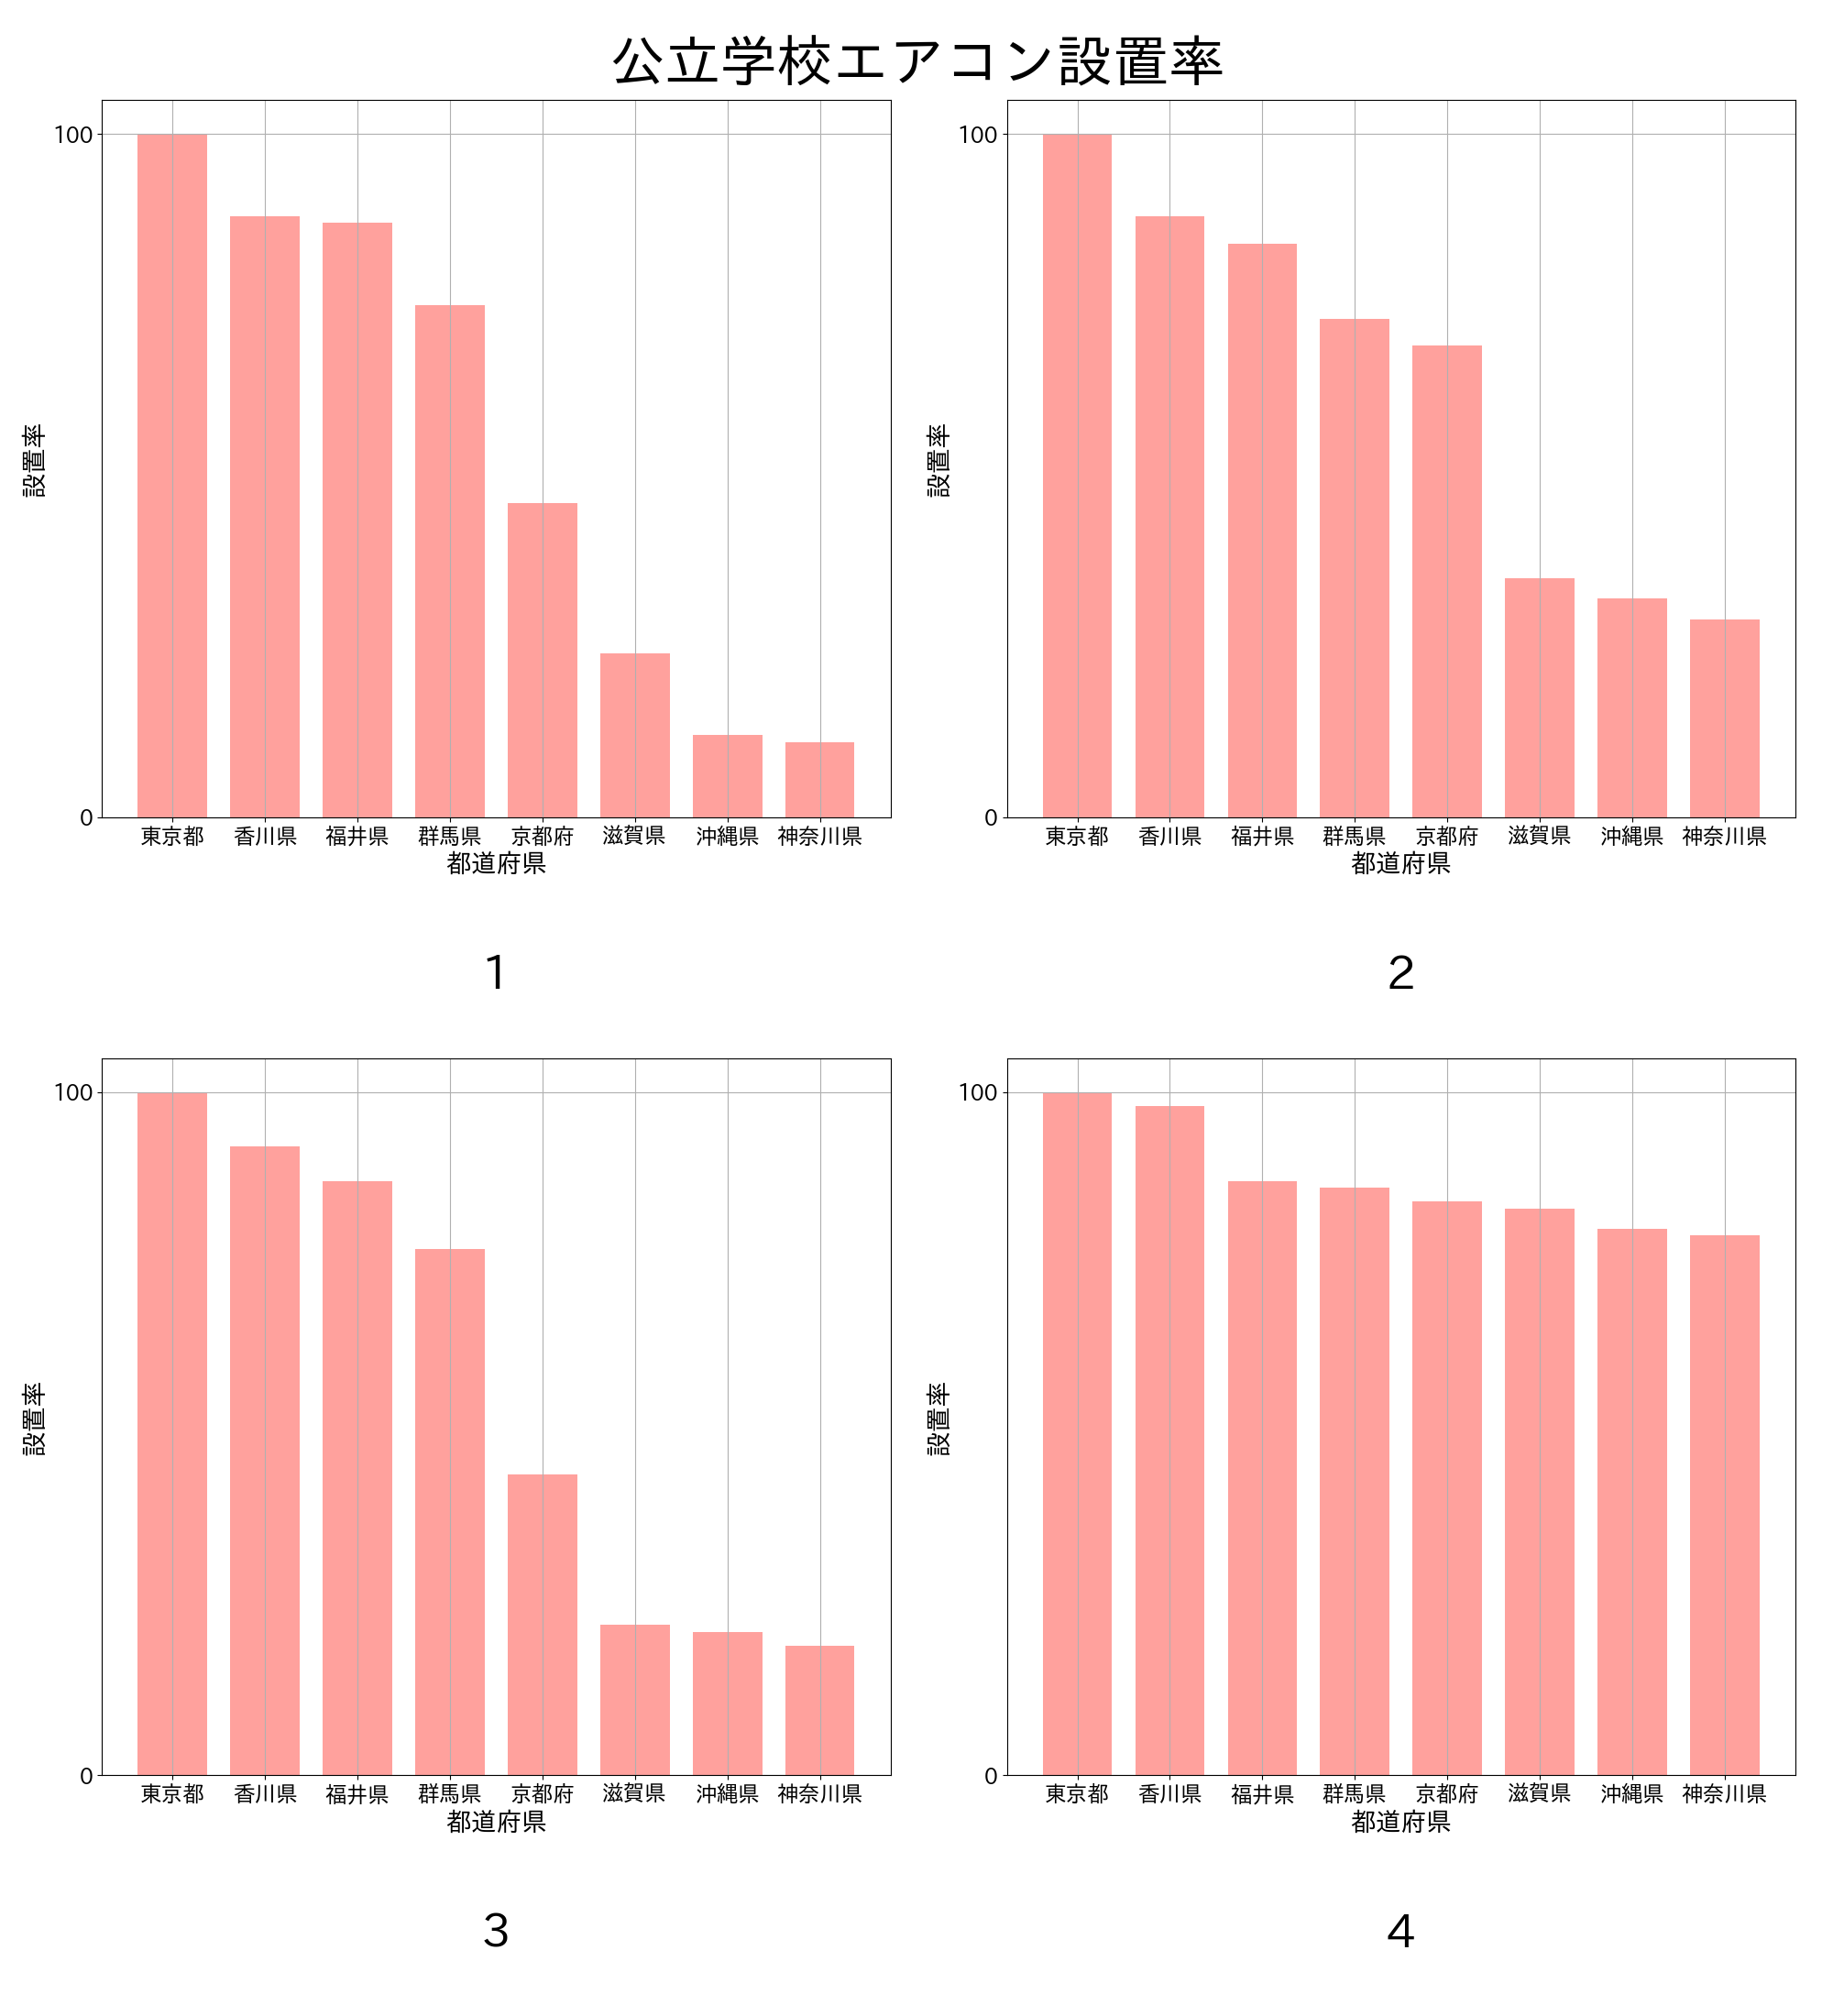 公立学校エアコン設置率
100
設置率
0
東京都 香川県 福井県 群馬県 京都府 滋賀県 沖縄県 神奈川県
都道府県
1
100
設置率
0
東京都 香川県 福井県 群馬県 京都府 滋賀県 沖縄県 神奈川県
都道府県
2
100
設置率
0
東京都 香川県 福井県 群馬県 京都府 滋賀県 沖縄県 神奈川県
都道府県
3
100
設置率
0
東京都 香川県 福井県 群馬県 京都府 滋賀県 沖縄県 神奈川県
都道府県
4